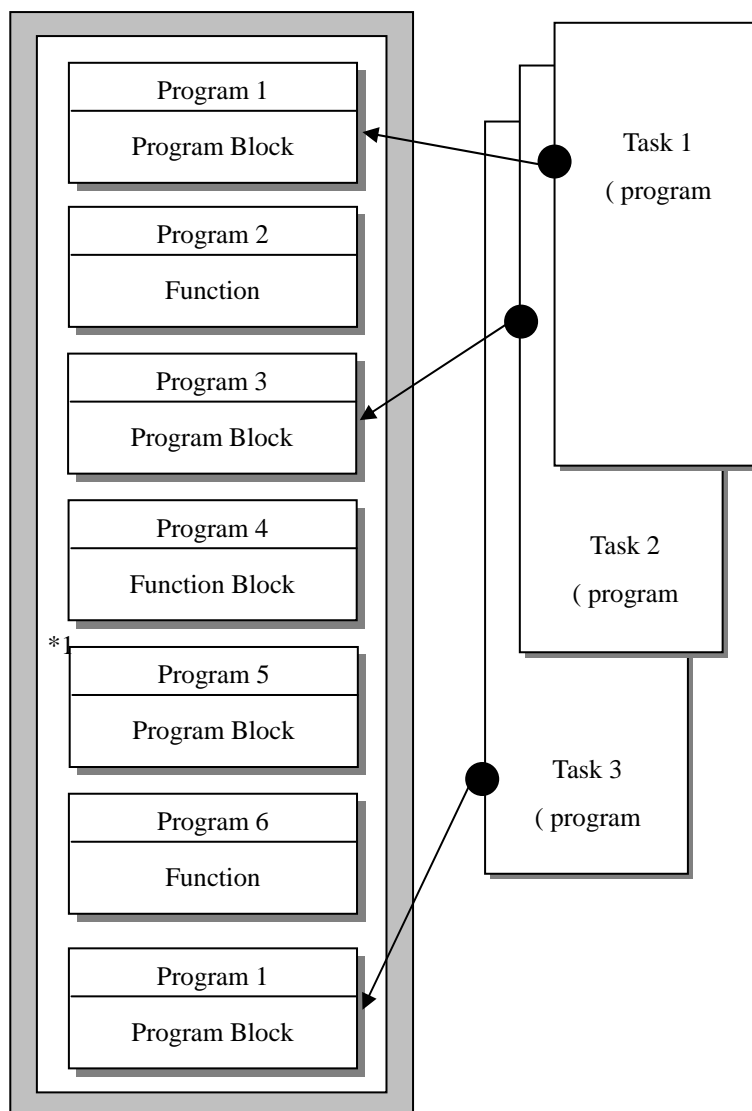 Program 1
Program Block
Program 2
Function
Program 3
Program Block
Program 4
Function Block
*1
Program 5
Program Block
Program 6
Function
Program 1
Program Block
Task 1
( program
Task 2
( program
Task 3
( program